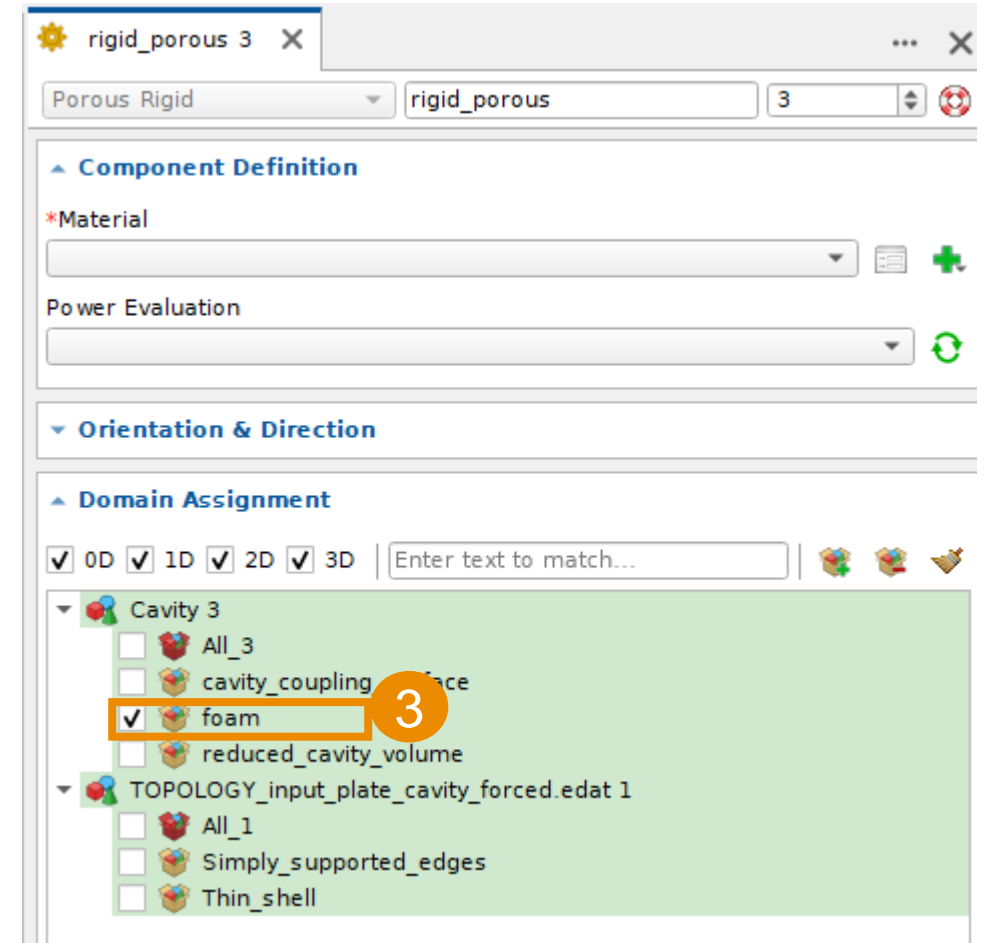 rigid_porous 3
Porous Rigid rigid_porous 3
Component Definition
*Material
Power Evaluation
Orientation & Direction
Domain Assignment
0D 1D 2D 3D Enter text to match...
Cavity 3
All_3
cavity_coupling face
foam 3
reduced_cavity_volume
TOPOLOGY_input_plate_cavity_forced.edat 1
All_1
Simply_supported_edges
Thin_shell